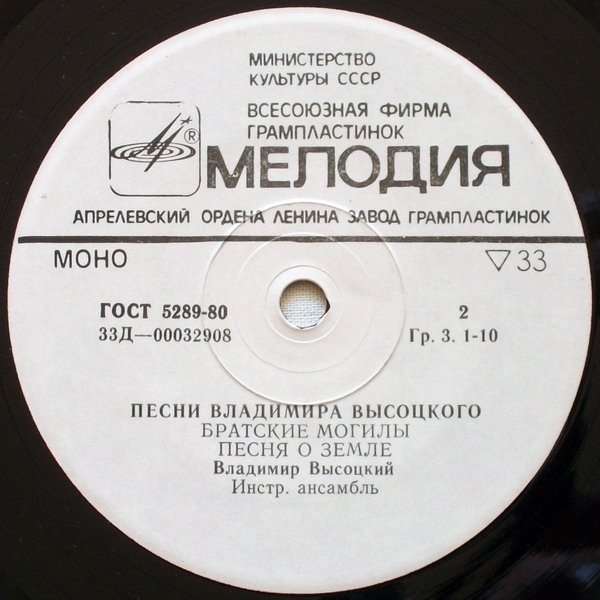 МИНИСТЕРСТВО
КУЛЬТУРЫ СССР
ВСЕСОЮЗНАЯ ФИРМА
ГРАМПЛАСТИНОК
®
МЕЛОДИЯ
АПРЕЛЕВСКИЙ ОРДЕНА ЛЕНИНА ЗАВОД ГРАМПЛАСТИНОК
МОНО ▽33
ГОСТ 5289-80 2
33Д—00032908 Гр. 3. 1-10
ПЕСНИ ВЛАДИМИРА ВЫСОЦКОГО
БРАТСКИЕ МОГИЛЫ
ПЕСНЯ О ЗЕМЛЕ
Владимир Высоцкий
Инстр. ансамбль